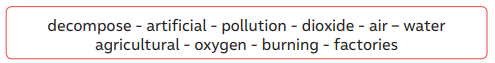 decompose - artificial - pollution - dioxide - air – water
agricultural - oxygen - burning - factories